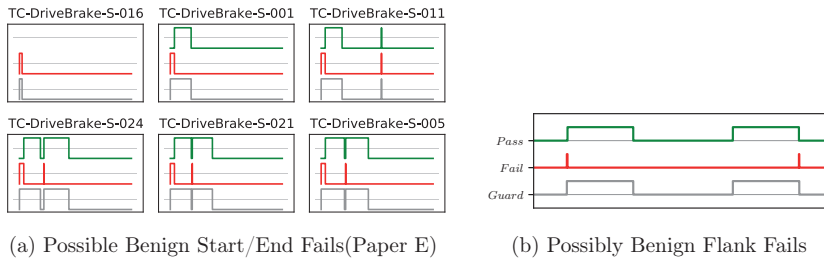 TC-DriveBrake-S-016 TC-DriveBrake-S-001 TC-DriveBrake-S-011
TC-DriveBrake-S-024 TC-DriveBrake-S-021 TC-DriveBrake-S-005
(a) Possible Benign Start/End Fails(Paper E)
Pass
Fail
Guard
(b) Possibly Benign Flank Fails